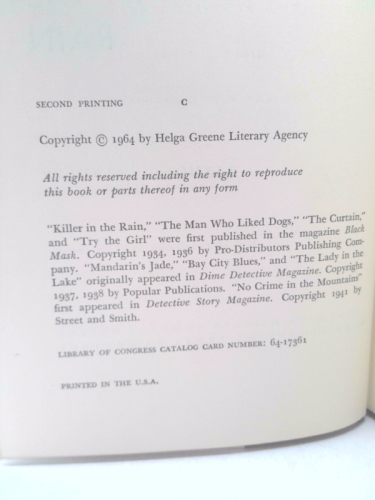 SECOND PRINTING C
Copyright © 1964 by Helga Greene Literary Agency
All rights reserved including the right to reproduce
this book or parts thereof in any form
"Killer in the Rain," "The Man Who Liked Dogs," "The Curtain,"
and "Try the Girl" were first published in the magazine Black
Mask. Copyright 1934, 1936 by Pro-Distributors Publishing Com-
pany. "Mandarin's Jade," "Bay City Blues," and "The Lady in the
Lake" originally appeared in Dime Detective Magazine. Copyright
1937, 1938 by Popular Publications. "No Crime in the Mountains"
first appeared in Detective Story Magazine. Copyright 1941 by
Street and Smith.
LIBRARY OF CONGRESS CATALOG CARD NUMBER: 64-17361
PRINTED IN THE U.S.A.